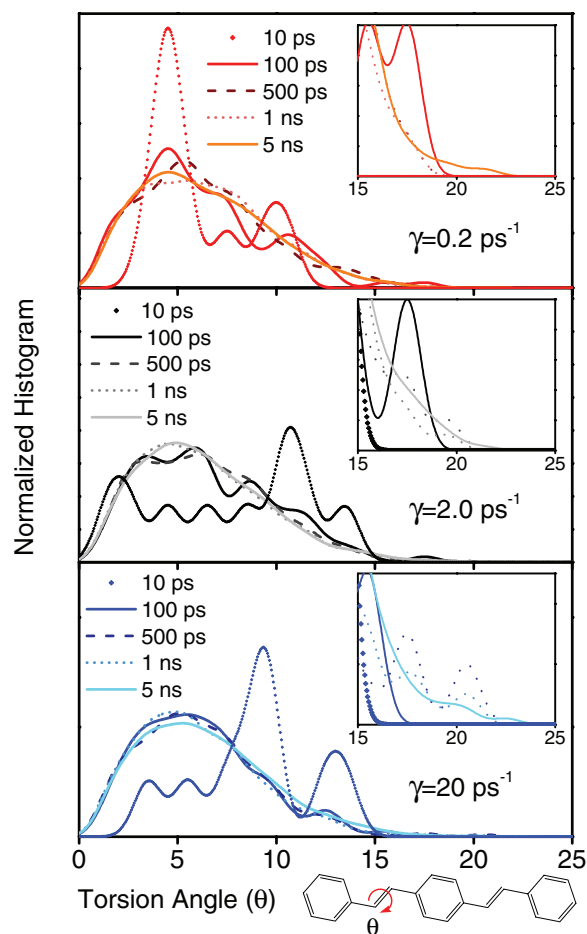 Normalized Histogram
10 ps
100 ps
500 ps
1 ns
5 ns
15 20 25
γ=0.2 ps⁻¹
10 ps
100 ps
500 ps
1 ns
5 ns
15 20 25
γ=2.0 ps⁻¹
10 ps
100 ps
500 ps
1 ns
5 ns
15 20 25
γ=20 ps⁻¹
0 5 10 15 20 25
Torsion Angle (θ)
θ